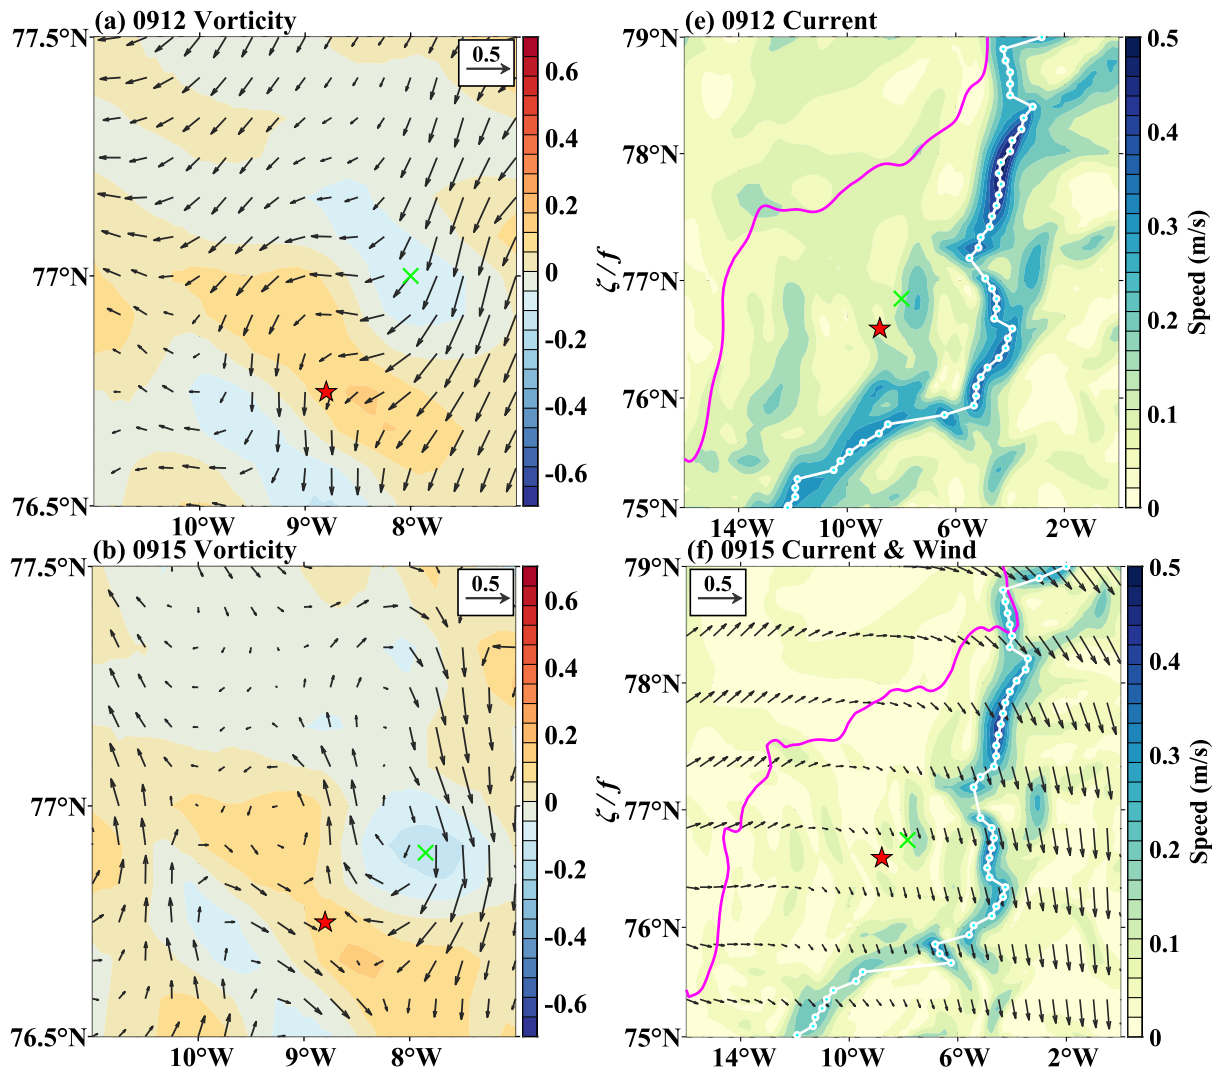 (a) 0912 Vorticity
77.5°N
77°N
76.5°N
10°W 9°W 8°W
0.5
0.6
0.4
0.2
0
-0.2
-0.4
-0.6
ζ/f
(e) 0912 Current
79°N
78°N
77°N
76°N
75°N
14°W 10°W 6°W 2°W
0.5
0.4
0.3
0.2
0.1
0
Speed (m/s)
(b) 0915 Vorticity
77.5°N
77°N
76.5°N
10°W 9°W 8°W
0.5
0.6
0.4
0.2
0
-0.2
-0.4
-0.6
ζ/f
(f) 0915 Current & Wind
79°N
78°N
77°N
76°N
75°N
14°W 10°W 6°W 2°W
0.5
0.5
0.4
0.3
0.2
0.1
0
Speed (m/s)